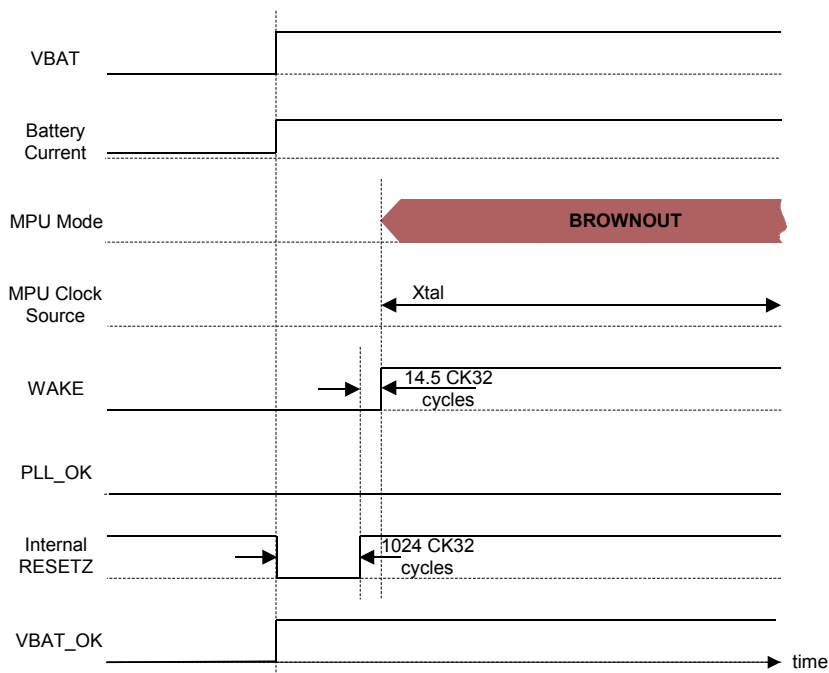 VBAT
Battery
Current
MPU Mode
BROWNOUT
MPU Clock
Source
Xtal
WAKE
14.5 CK32
cycles
PLL_OK
Internal
RESETZ
1024 CK32
cycles
VBAT_OK
time